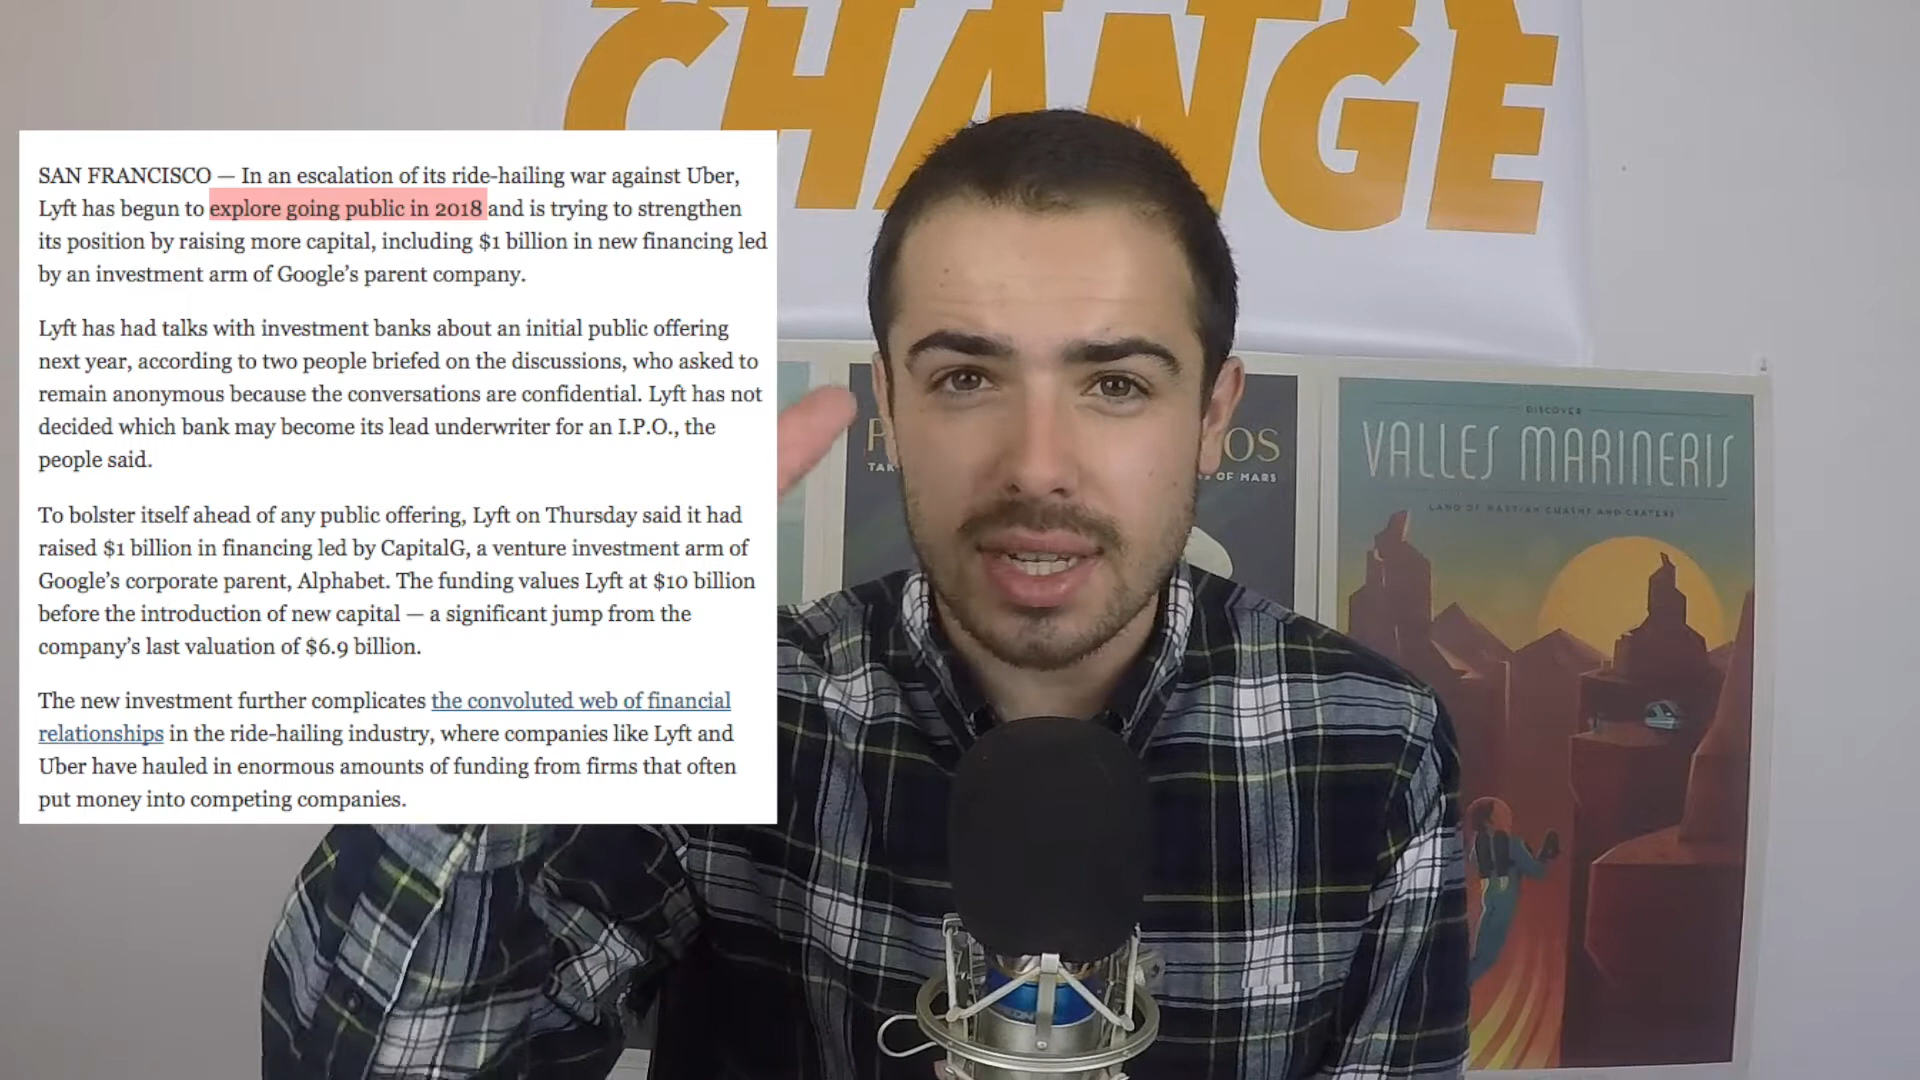 CHANGE
SAN FRANCISCO — In an escalation of its ride-hailing war against Uber,
Lyft has begun to explore going public in 2018 and is trying to strengthen
its position by raising more capital, including $1 billion in new financing led
by an investment arm of Google's parent company.
Lyft has had talks with investment banks about an initial public offering
next year, according to two people briefed on the discussions, who asked to
remain anonymous because the conversations are confidential. Lyft has not
decided which bank may become its lead underwriter for an I.P.O., the
people said.
To bolster itself ahead of any public offering, Lyft on Thursday said it had
raised $1 billion in financing led by CapitalG, a venture investment arm of
Google's corporate parent, Alphabet. The funding values Lyft at $10 billion
before the introduction of new capital — a significant jump from the
company's last valuation of $6.9 billion.
The new investment further complicates the convoluted web of financial
relationships in the ride-hailing industry, where companies like Lyft and
Uber have hauled in enormous amounts of funding from firms that often
put money into competing companies.
OS
TAK
OF MARS
DISCOVER
VALLES MARINERIS
LAND OF MARTIAN CHASMS AND CRATERS